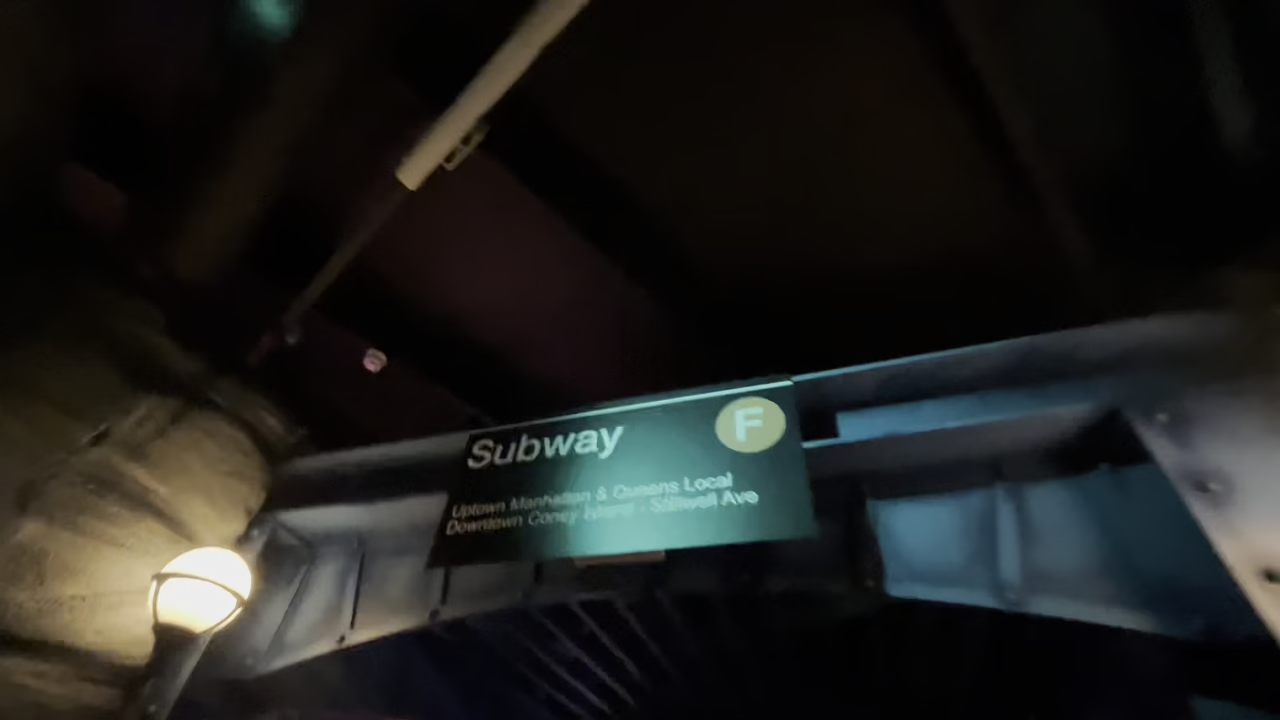 Subway F
Uptown Manhattan & Queens Local
Downtown Coney Island - Stillwell Ave